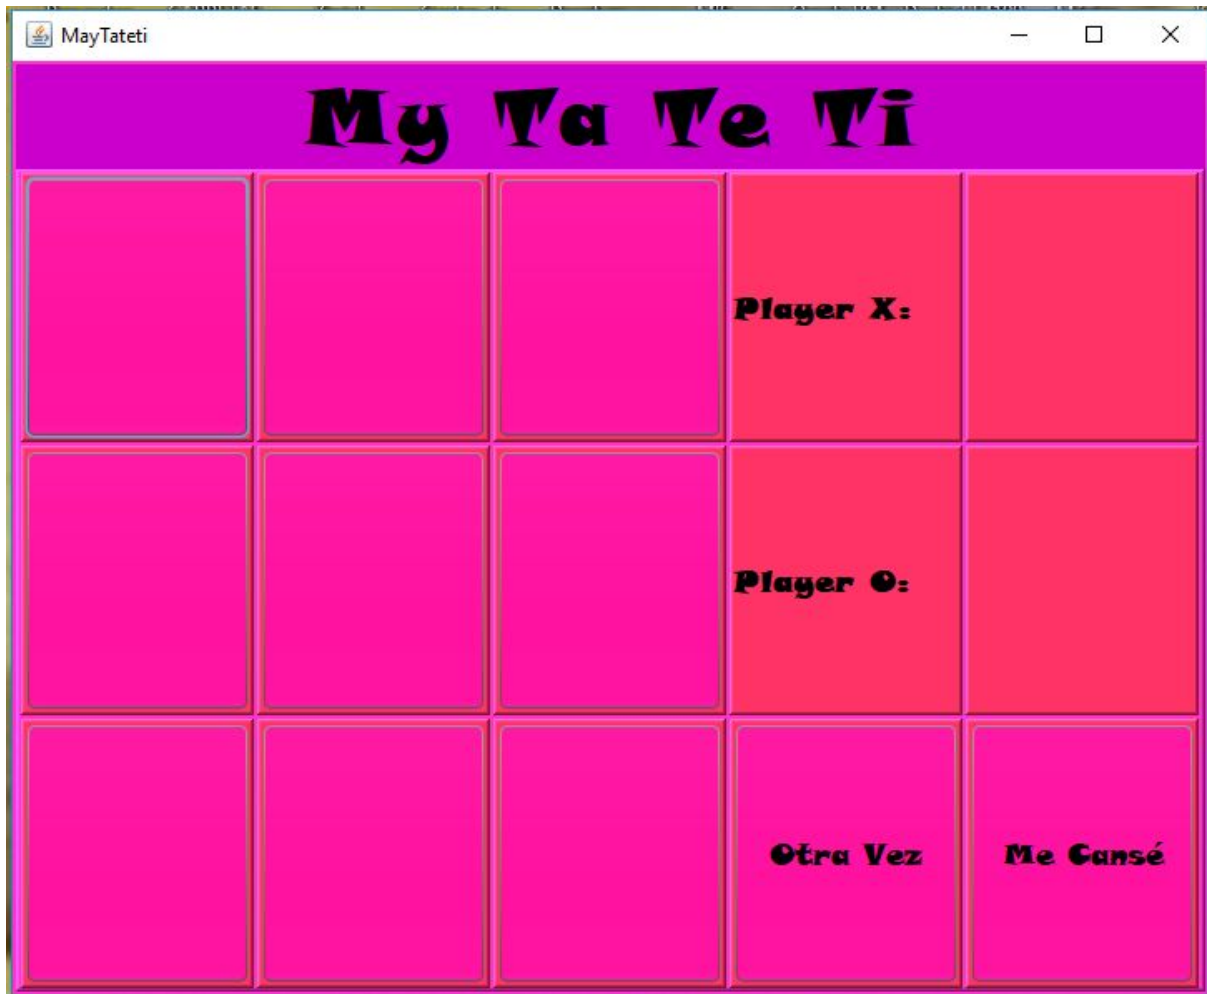 MayTateti
My Ta Te Ti
Player X:
Player O:
Otra Vez
Me Cansé